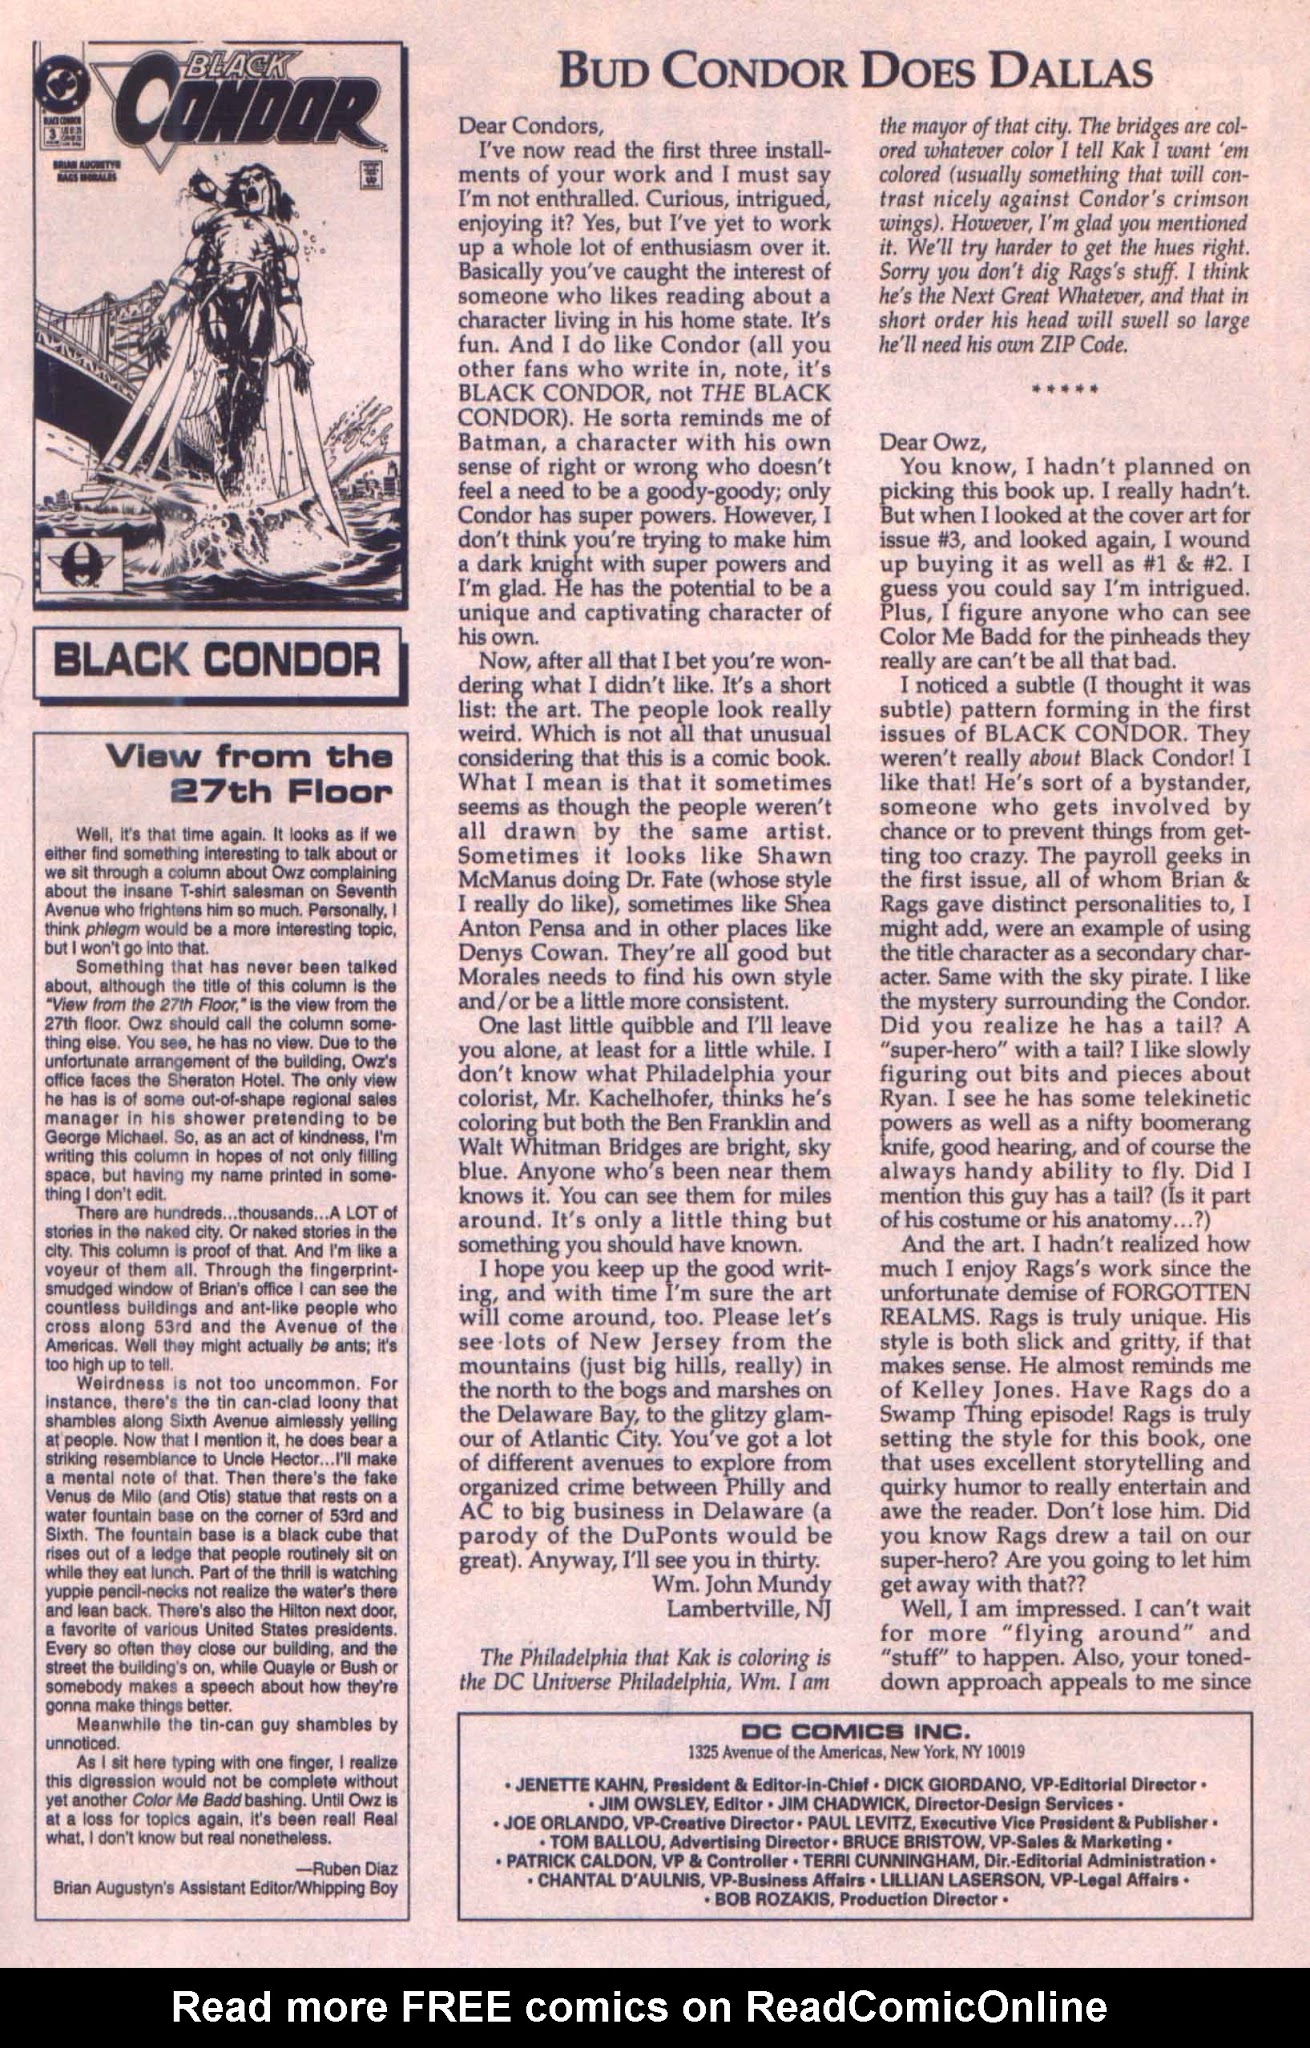 BLACK
CONDOR
BLACK CONDOR
3
BRIAN AUGUSTYN
RAGS MORALES
BLACK CONDOR
View from the
27th Floor
Well, it's that time again. It looks as if we
either find something interesting to talk about or
we sit through a column about Owz complaining
about the insane T-shirt salesman on Seventh
Avenue who frightens him so much. Personally, I
think phlegm would be a more interesting topic,
but I won't go into that.
Something that has never been talked
about, although the title of this column is the
"View from the 27th Floor," is the view from the
27th floor. Owz should call the column some-
thing else. You see, he has no view. Due to the
unfortunate arrangement of the building, Owz's
office faces the Sheraton Hotel. The only view
he has is of some out-of-shape regional sales
manager in his shower pretending to be
George Michael. So, as an act of kindness, I'm
writing this column in hopes of not only filling
space, but having my name printed in some-
thing I don't edit.
There are hundreds...thousands...A LOT of
stories in the naked city. Or naked stories in the
city. This column is proof of that. And I'm like a
voyeur of them all. Through the fingerprint-
smudged window of Brian's office I can see the
countless buildings and ant-like people who
cross along 53rd and the Avenue of the
Americas. Well they might actually be ants; it's
too high up to tell.
Weirdness is not too uncommon. For
instance, there's the tin can-clad loony that
shambles along Sixth Avenue aimlessly yelling
at people. Now that I mention it, he does bear a
striking resemblance to Uncle Hector...I'll make
a mental note of that. Then there's the fake
Venus de Milo (and Otis) statue that rests on a
water fountain base on the corner of 53rd and
Sixth. The fountain base is a black cube that
rises out of a ledge that people routinely sit on
while they eat lunch. Part of the thrill is watching
yuppie pencil-necks not realize the water's there
and lean back. There's also the Hilton next door,
a favorite of various United States presidents.
Every so often they close our building, and the
street the building's on, while Quayle or Bush or
somebody makes a speech about how they're
gonna make things better.
Meanwhile the tin-can guy shambles by
unnoticed.
As I sit here typing with one finger, I realize
this digression would not be complete without
yet another Color Me Badd bashing. Until Owz is
at a loss for topics again, it's been real! Real
what, I don't know but real nonetheless.
—Ruben Diaz
Brian Augustyn's Assistant Editor/Whipping Boy
BUD CONDOR DOES DALLAS
Dear Condors,
I've now read the first three install-
ments of your work and I must say
I'm not enthralled. Curious, intrigued,
enjoying it? Yes, but I've yet to work
up a whole lot of enthusiasm over it.
Basically you've caught the interest of
someone who likes reading about a
character living in his home state. It's
fun. And I do like Condor (all you
other fans who write in, note, it's
BLACK CONDOR, not THE BLACK
CONDOR). He sorta reminds me of
Batman, a character with his own
sense of right or wrong who doesn't
feel a need to be a goody-goody; only
Condor has super powers. However, I
don't think you're trying to make him
a dark knight with super powers and
I'm glad. He has the potential to be a
unique and captivating character of
his own.
Now, after all that I bet you're won-
dering what I didn't like. It's a short
list: the art. The people look really
weird. Which is not all that unusual
considering that this is a comic book.
What I mean is that it sometimes
seems as though the people weren't
all drawn by the same artist.
Sometimes it looks like Shawn
McManus doing Dr. Fate (whose style
I really do like), sometimes like Shea
Anton Pensa and in other places like
Denys Cowan. They're all good but
Morales needs to find his own style
and/or be a little more consistent.
One last little quibble and I'll leave
you alone, at least for a little while. I
don't know what Philadelphia your
colorist, Mr. Kachelhofer, thinks he's
coloring but both the Ben Franklin and
Walt Whitman Bridges are bright, sky
blue. Anyone who's been near them
knows it. You can see them for miles
around. It's only a little thing but
something you should have known.
I hope you keep up the good writ-
ing, and with time I'm sure the art
will come around, too. Please let's
see lots of New Jersey from the
mountains (just big hills, really) in
the north to the bogs and marshes on
the Delaware Bay, to the glitzy glam-
our of Atlantic City. You've got a lot
of different avenues to explore from
organized crime between Philly and
AC to big business in Delaware (a
parody of the DuPonts would be
great). Anyway, I'll see you in thirty.
Wm. John Mundy
Lambertville, NJ
The Philadelphia that Kak is coloring is
the DC Universe Philadelphia, Wm. I am
the mayor of that city. The bridges are col-
ored whatever color I tell Kak I want 'em
colored (usually something that will con-
trast nicely against Condor's crimson
wings). However, I'm glad you mentioned
it. We'll try harder to get the hues right.
Sorry you don't dig Rags's stuff. I think
he's the Next Great Whatever, and that in
short order his head will swell so large
he'll need his own ZIP Code.
* * * * *
Dear Owz,
You know, I hadn't planned on
picking this book up. I really hadn't.
But when I looked at the cover art for
issue #3, and looked again, I wound
up buying it as well as #1 & #2. I
guess you could say I'm intrigued.
Plus, I figure anyone who can see
Color Me Badd for the pinheads they
really are can't be all that bad.
I noticed a subtle (I thought it was
subtle) pattern forming in the first
issues of BLACK CONDOR. They
weren't really about Black Condor! I
like that! He's sort of a bystander,
someone who gets involved by
chance or to prevent things from get-
ting too crazy. The payroll geeks in
the first issue, all of whom Brian &
Rags gave distinct personalities to, I
might add, were an example of using
the title character as a secondary char-
acter. Same with the sky pirate. I like
the mystery surrounding the Condor.
Did you realize he has a tail? A
"super-hero" with a tail? I like slowly
figuring out bits and pieces about
Ryan. I see he has some telekinetic
powers as well as a nifty boomerang
knife, good hearing, and of course the
always handy ability to fly. Did I
mention this guy has a tail? (Is it part
of his costume or his anatomy...?)
And the art. I hadn't realized how
much I enjoy Rags's work since the
unfortunate demise of FORGOTTEN
REALMS. Rags is truly unique. His
style is both slick and gritty, if that
makes sense. He almost reminds me
of Kelley Jones. Have Rags do a
Swamp Thing episode! Rags is truly
setting the style for this book, one
that uses excellent storytelling and
quirky humor to really entertain and
awe the reader. Don't lose him. Did
you know Rags drew a tail on our
super-hero? Are you going to let him
get away with that??
Well, I am impressed. I can't wait
for more "flying around" and
"stuff" to happen. Also, your toned-
down approach appeals to me since
DC COMICS INC.
1325 Avenue of the Americas, New York, NY 10019
• JENETTE KAHN, President & Editor-in-Chief • DICK GIORDANO, VP-Editorial Director •
• JIM OWSLEY, Editor • JIM CHADWICK, Director-Design Services •
• JOE ORLANDO, VP-Creative Director • PAUL LEVITZ, Executive Vice President & Publisher •
• TOM BALLOU, Advertising Director • BRUCE BRISTOW, VP-Sales & Marketing •
• PATRICK CALDON, VP & Controller • TERRI CUNNINGHAM, Dir.-Editorial Administration •
• CHANTAL D'AULNIS, VP-Business Affairs • LILLIAN LASERSON, VP-Legal Affairs •
• BOB ROZAKIS, Production Director •
Read more FREE comics on ReadComicOnline